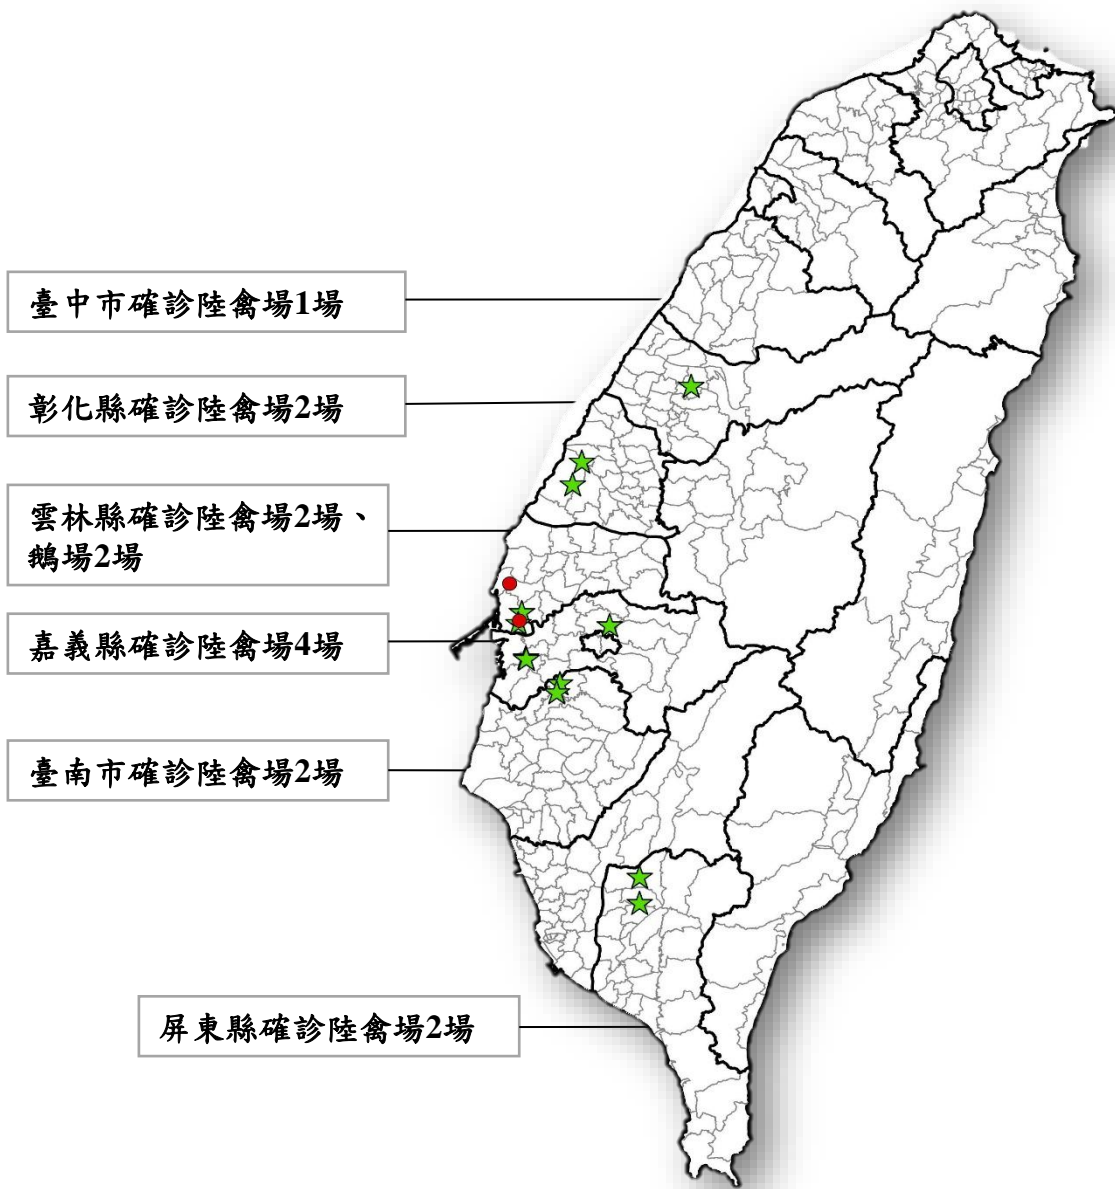 臺中市確診陸禽場1場
彰化縣確診陸禽場2場
雲林縣確診陸禽場2場、
鵝場2場
嘉義縣確診陸禽場4場
臺南市確診陸禽場2場
屏東縣確診陸禽場2場